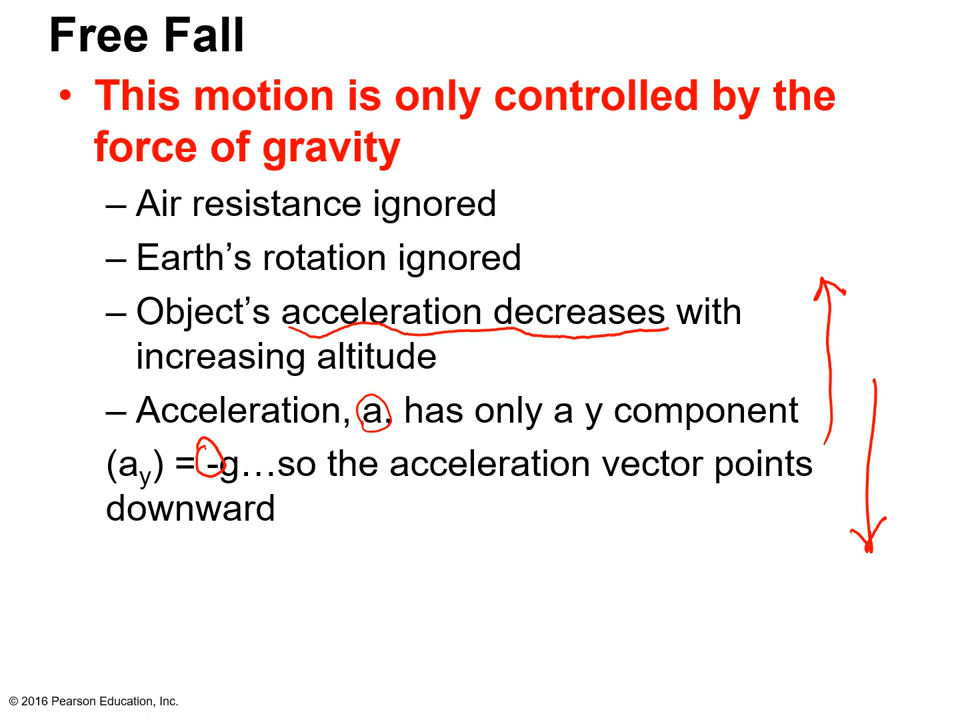 Free Fall
• This motion is only controlled by the
force of gravity
– Air resistance ignored
– Earth’s rotation ignored
– Object’s acceleration decreases with
increasing altitude
– Acceleration, a, has only a y component
(ay) = -g…so the acceleration vector points
downward
© 2016 Pearson Education, Inc.